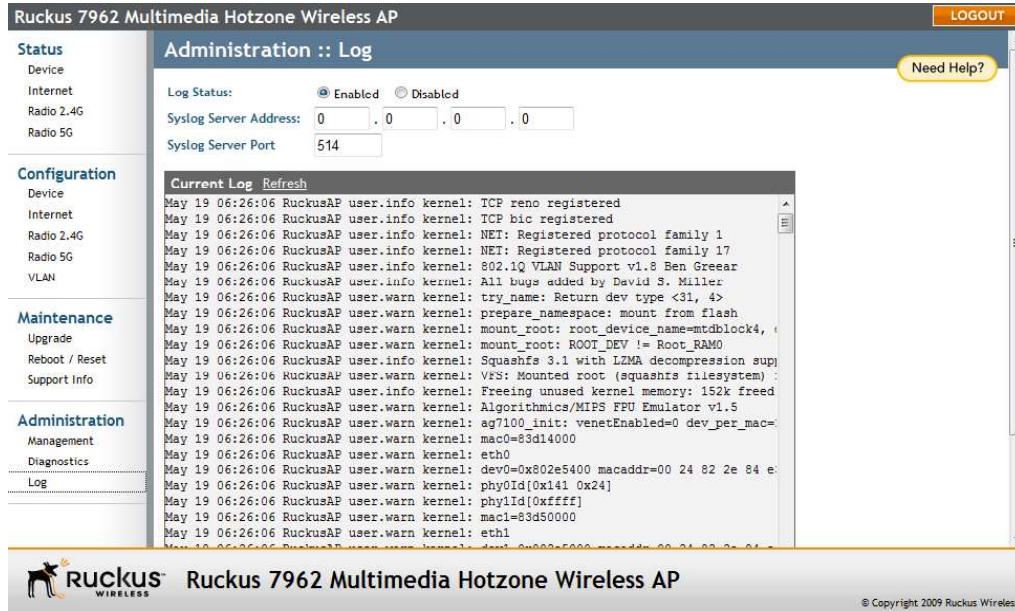 Ruckus 7962 Multimedia Hotzone Wireless AP
LOGOUT
Status
Device
Internet
Radio 2.4G
Radio 5G
Configuration
Device
Internet
Radio 2.4G
Radio 5G
VLAN
Maintenance
Upgrade
Reboot / Reset
Support Info
Administration
Management
Diagnostics
Log
Administration :: Log
Need Help?
Log Status: Enabled Disabled
Syslog Server Address: 0 . 0 . 0 . 0
Syslog Server Port 514
Current Log Refresh
May 19 06:26:06 RuckusAP user.info kernel: TCP reno registered
May 19 06:26:06 RuckusAP user.info kernel: TCP bic registered
May 19 06:26:06 RuckusAP user.info kernel: NET: Registered protocol family 1
May 19 06:26:06 RuckusAP user.info kernel: NET: Registered protocol family 17
May 19 06:26:06 RuckusAP user.info kernel: 802.1Q VLAN Support v1.8 Ben Greear
May 19 06:26:06 RuckusAP user.info kernel: All bugs added by David S. Miller
May 19 06:26:06 RuckusAP user.warn kernel: try_name: Return dev type <31, 4>
May 19 06:26:06 RuckusAP user.warn kernel: prepare_namespace: mount from flash
May 19 06:26:06 RuckusAP user.warn kernel: mount_root: root_device_name=mtdblock4,
May 19 06:26:06 RuckusAP user.warn kernel: mount_root: ROOT_DEV != Root_RAM0
May 19 06:26:06 RuckusAP user.info kernel: Squashfs 3.1 with LZMA decompression sup
May 19 06:26:06 RuckusAP user.warn kernel: VFS: Mounted root (squashfs filesystem)
May 19 06:26:06 RuckusAP user.info kernel: Freeing unused kernel memory: 152k freed
May 19 06:26:06 RuckusAP user.warn kernel: Algorithmics/MIPS FPU Emulator v1.5
May 19 06:26:06 RuckusAP user.warn kernel: ag7100_init: venetEnabled=0 dev_per_mac=
May 19 06:26:06 RuckusAP user.warn kernel: mac0=83d14000
May 19 06:26:06 RuckusAP user.warn kernel: eth0
May 19 06:26:06 RuckusAP user.warn kernel: dev0=0x802e5400 macaddr=00 24 82 2e 84 e
May 19 06:26:06 RuckusAP user.warn kernel: phy0Id[0x141 0x24]
May 19 06:26:06 RuckusAP user.warn kernel: phy1Id[0xffff]
May 19 06:26:06 RuckusAP user.warn kernel: mac1=83d50000
May 19 06:26:06 RuckusAP user.warn kernel: eth1
Ruckus WIRELESS
Ruckus 7962 Multimedia Hotzone Wireless AP
© Copyright 2009 Ruckus Wireles